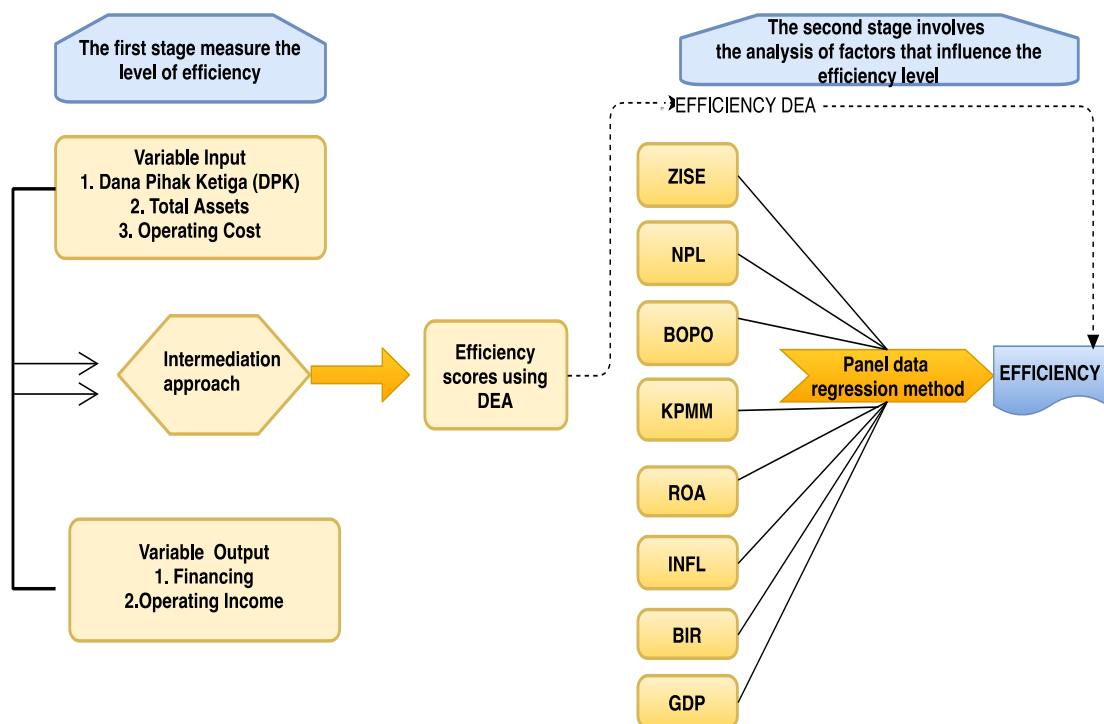 The first stage measure the
level of efficiency
Variable Input
1. Dana Pihak Ketiga (DPK)
2. Total Assets
3. Operating Cost
Intermediation
approach
Efficiency
scores using
DEA
Variable Output
1. Financing
2.Operating Income
The second stage involves
the analysis of factors that influence the
efficiency level
EFFICIENCY DEA
ZISE
NPL
BOPO
KPMM
ROA
INFL
BIR
GDP
Panel data
regression method
EFFICIENCY